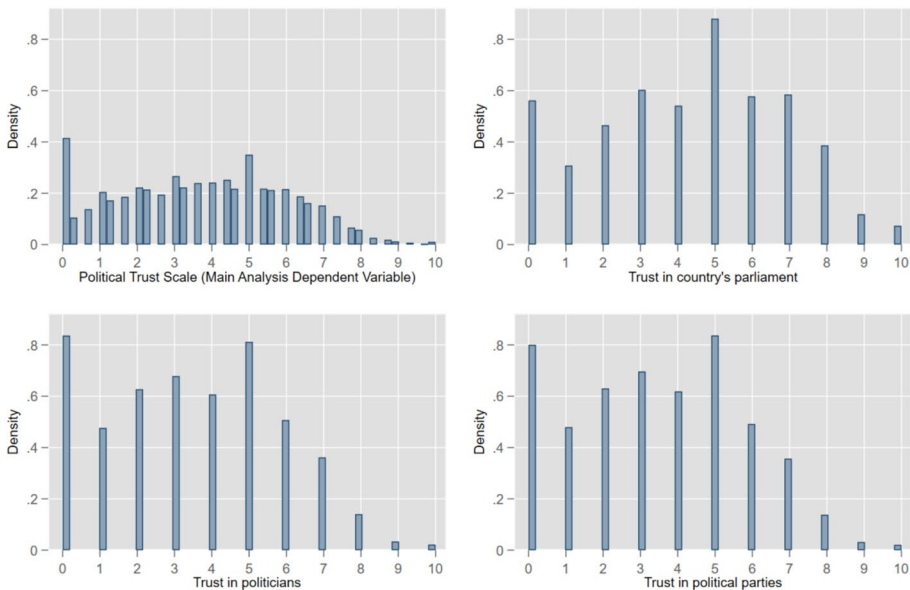 .8
.6
.4
.2
0
Density
0 1 2 3 4 5 6 7 8 9 10
Political Trust Scale (Main Analysis Dependent Variable)
.8
.6
.4
.2
0
Density
0 1 2 3 4 5 6 7 8 9 10
Trust in country's parliament
.8
.6
.4
.2
0
Density
0 1 2 3 4 5 6 7 8 9 10
Trust in politicians
.8
.6
.4
.2
0
Density
0 1 2 3 4 5 6 7 8 9 10
Trust in political parties